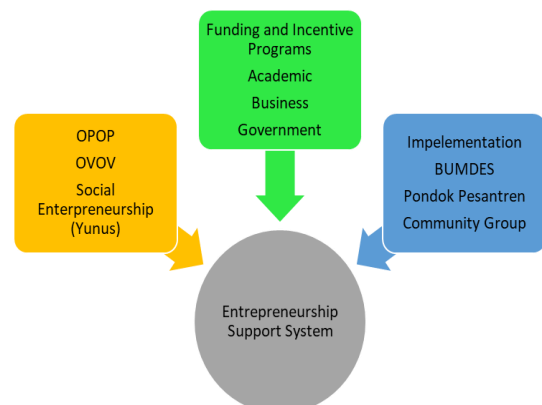 Funding and Incentive
Programs
Academic
Business
Government
OPOP
OVOV
Social
Enterpreneurship
(Yunus)
Impelementation
BUMDES
Pondok Pesantren
Community Group
Entrepreneurship
Support System